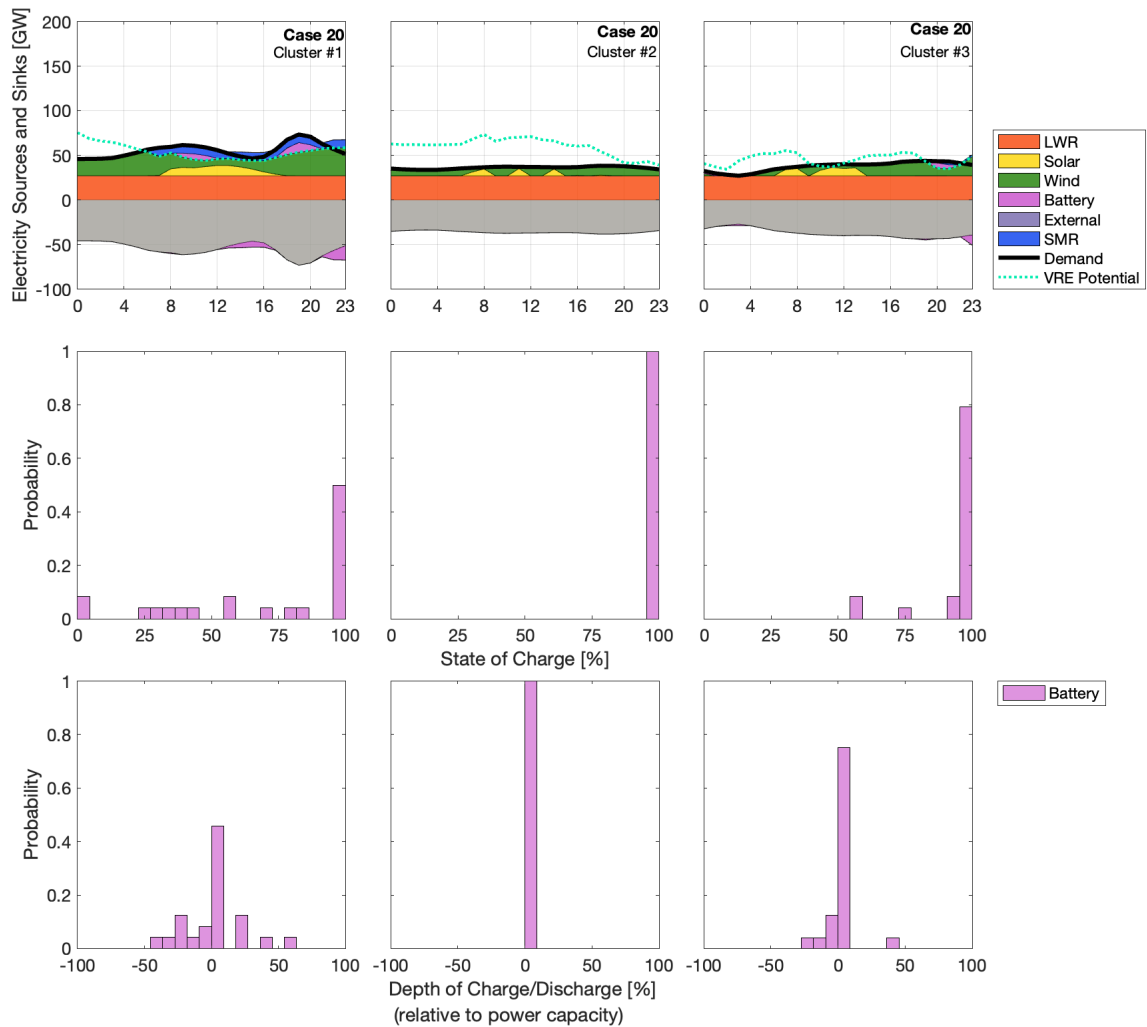 Electricity Sources and Sinks [GW]
200
150
100
50
0
-50
-100
Case 20
Cluster #1
0 4 8 12 16 20 23
Case 20
Cluster #2
0 4 8 12 16 20 23
Case 20
Cluster #3
0 4 8 12 16 20 23
LWR
Solar
Wind
Battery
External
SMR
Demand
VRE Potential
Probability
1
0.8
0.6
0.4
0.2
0
0 25 50 75 100
0 25 50 75 100
0 25 50 75 100
State of Charge [%]
Probability
1
0.8
0.6
0.4
0.2
0
-100 -50 0 50 100
-100 -50 0 50 100
-100 -50 0 50 100
Depth of Charge/Discharge [%]
(relative to power capacity)
Battery